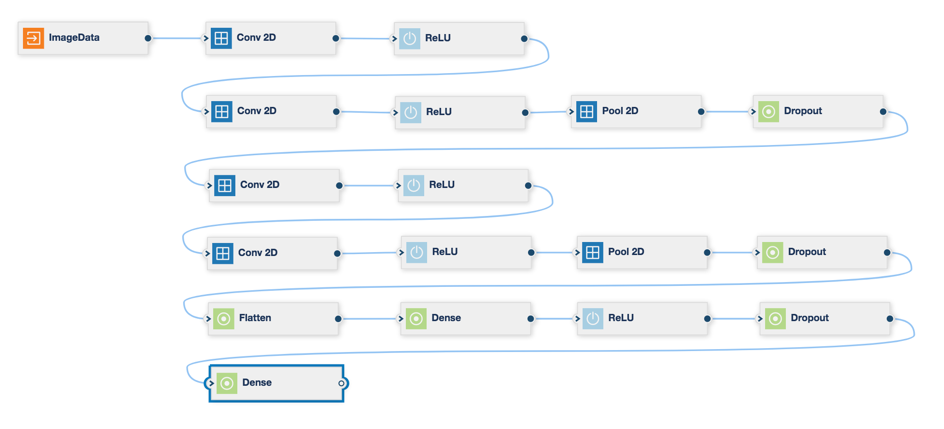 ImageData Conv 2D ReLU
Conv 2D ReLU Pool 2D Dropout
Conv 2D ReLU
Conv 2D ReLU Pool 2D Dropout
Flatten Dense ReLU Dropout
Dense